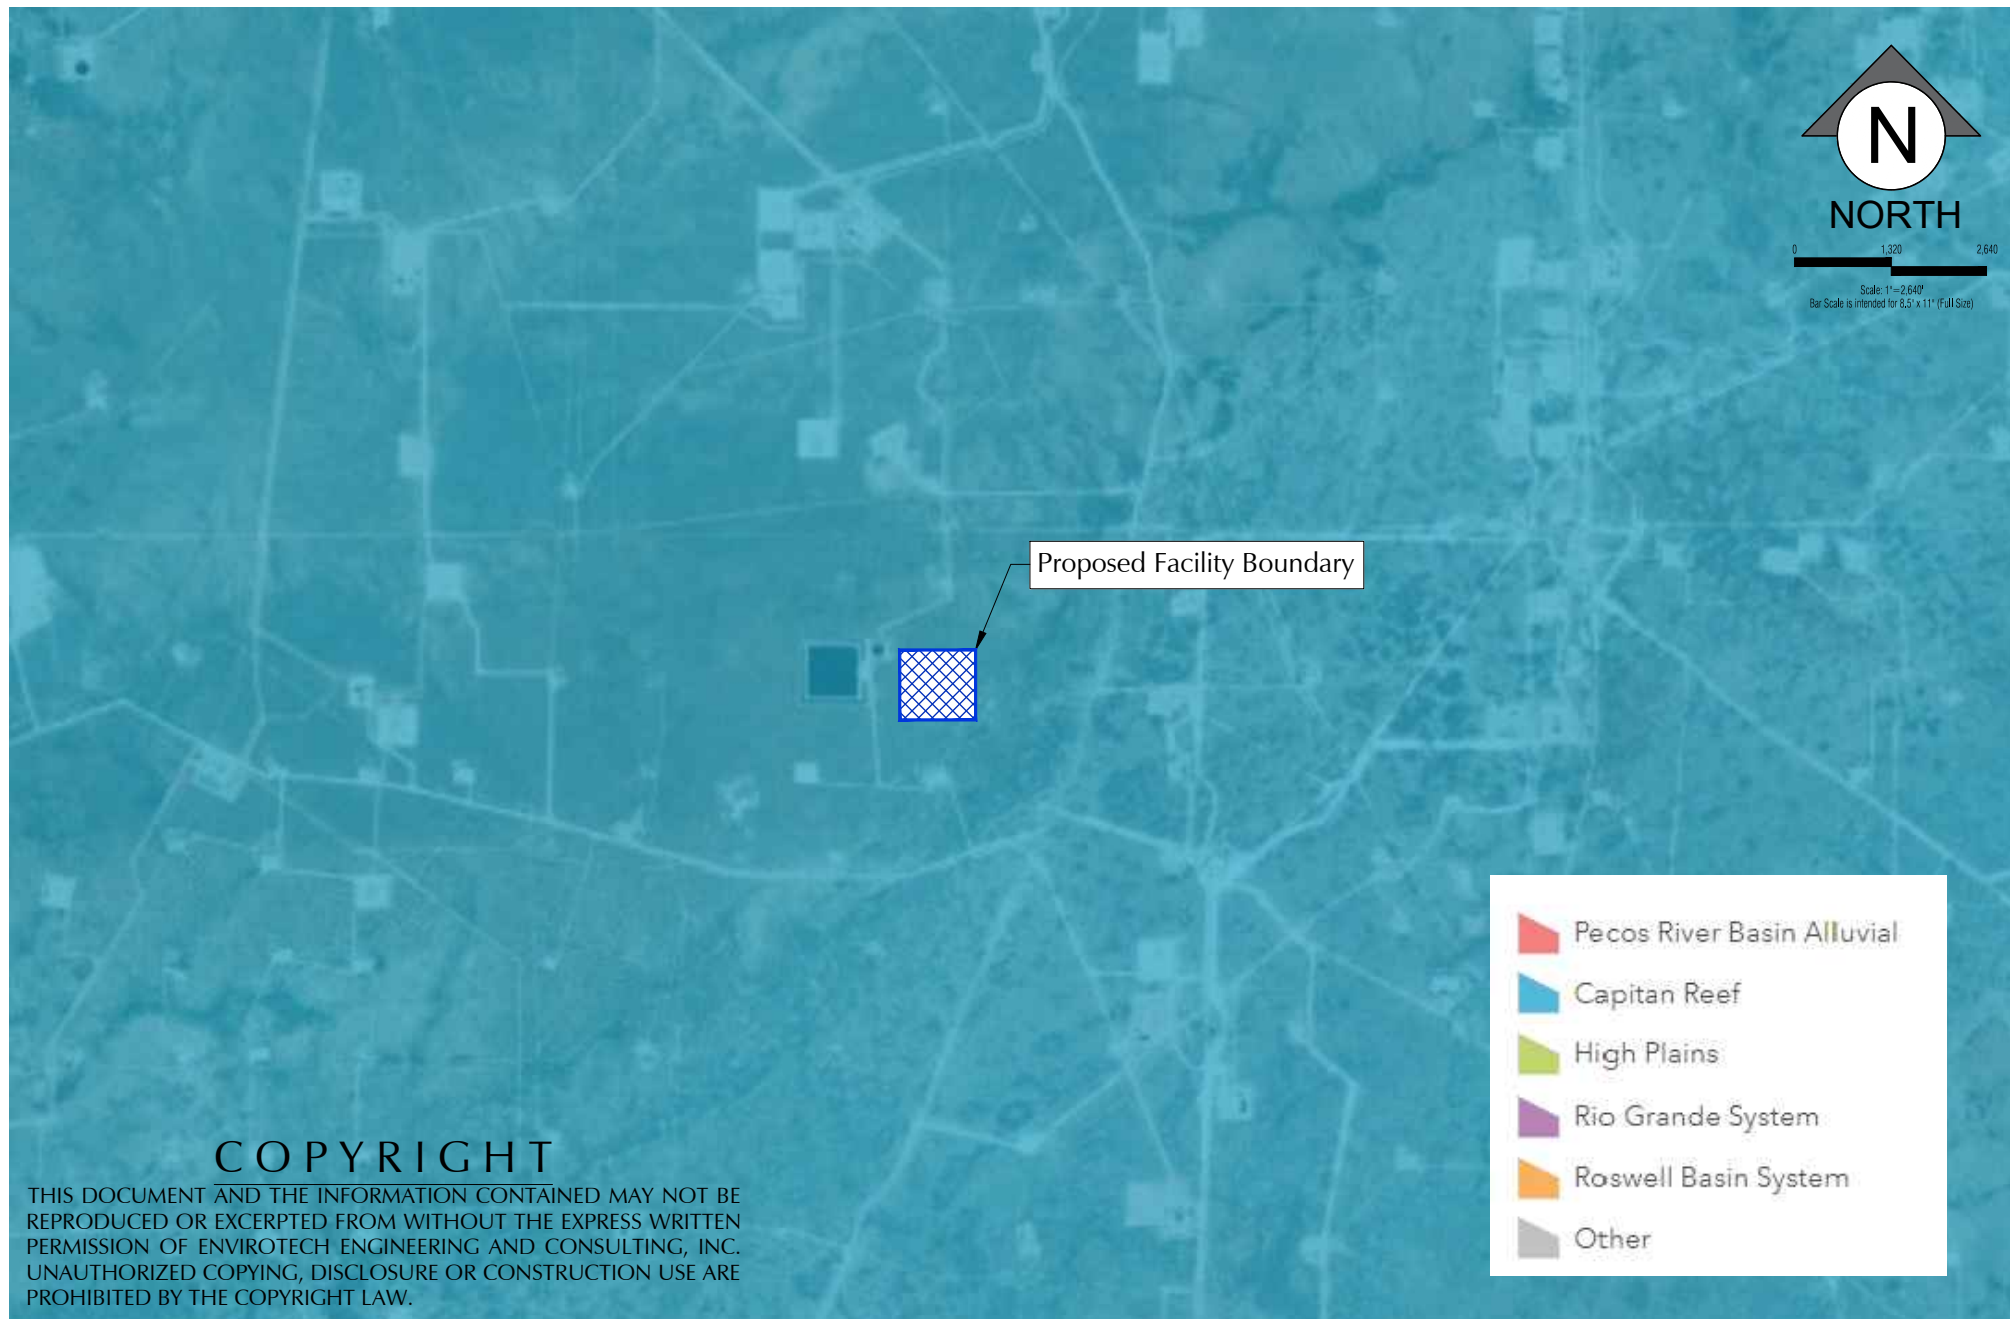 N
NORTH
0 1,320 2,640
Scale: 1"=2,640'
Bar Scale is intended for 8.5" x 11" (Full Size)
Proposed Facility Boundary
Pecos River Basin Alluvial
Capitan Reef
High Plains
Rio Grande System
Roswell Basin System
Other
COPYRIGHT
THIS DOCUMENT AND THE INFORMATION CONTAINED MAY NOT BE
REPRODUCED OR EXCERPTED FROM WITHOUT THE EXPRESS WRITTEN
PERMISSION OF ENVIROTECH ENGINEERING AND CONSULTING, INC.
UNAUTHORIZED COPYING, DISCLOSURE OR CONSTRUCTION USE ARE
PROHIBITED BY THE COPYRIGHT LAW.